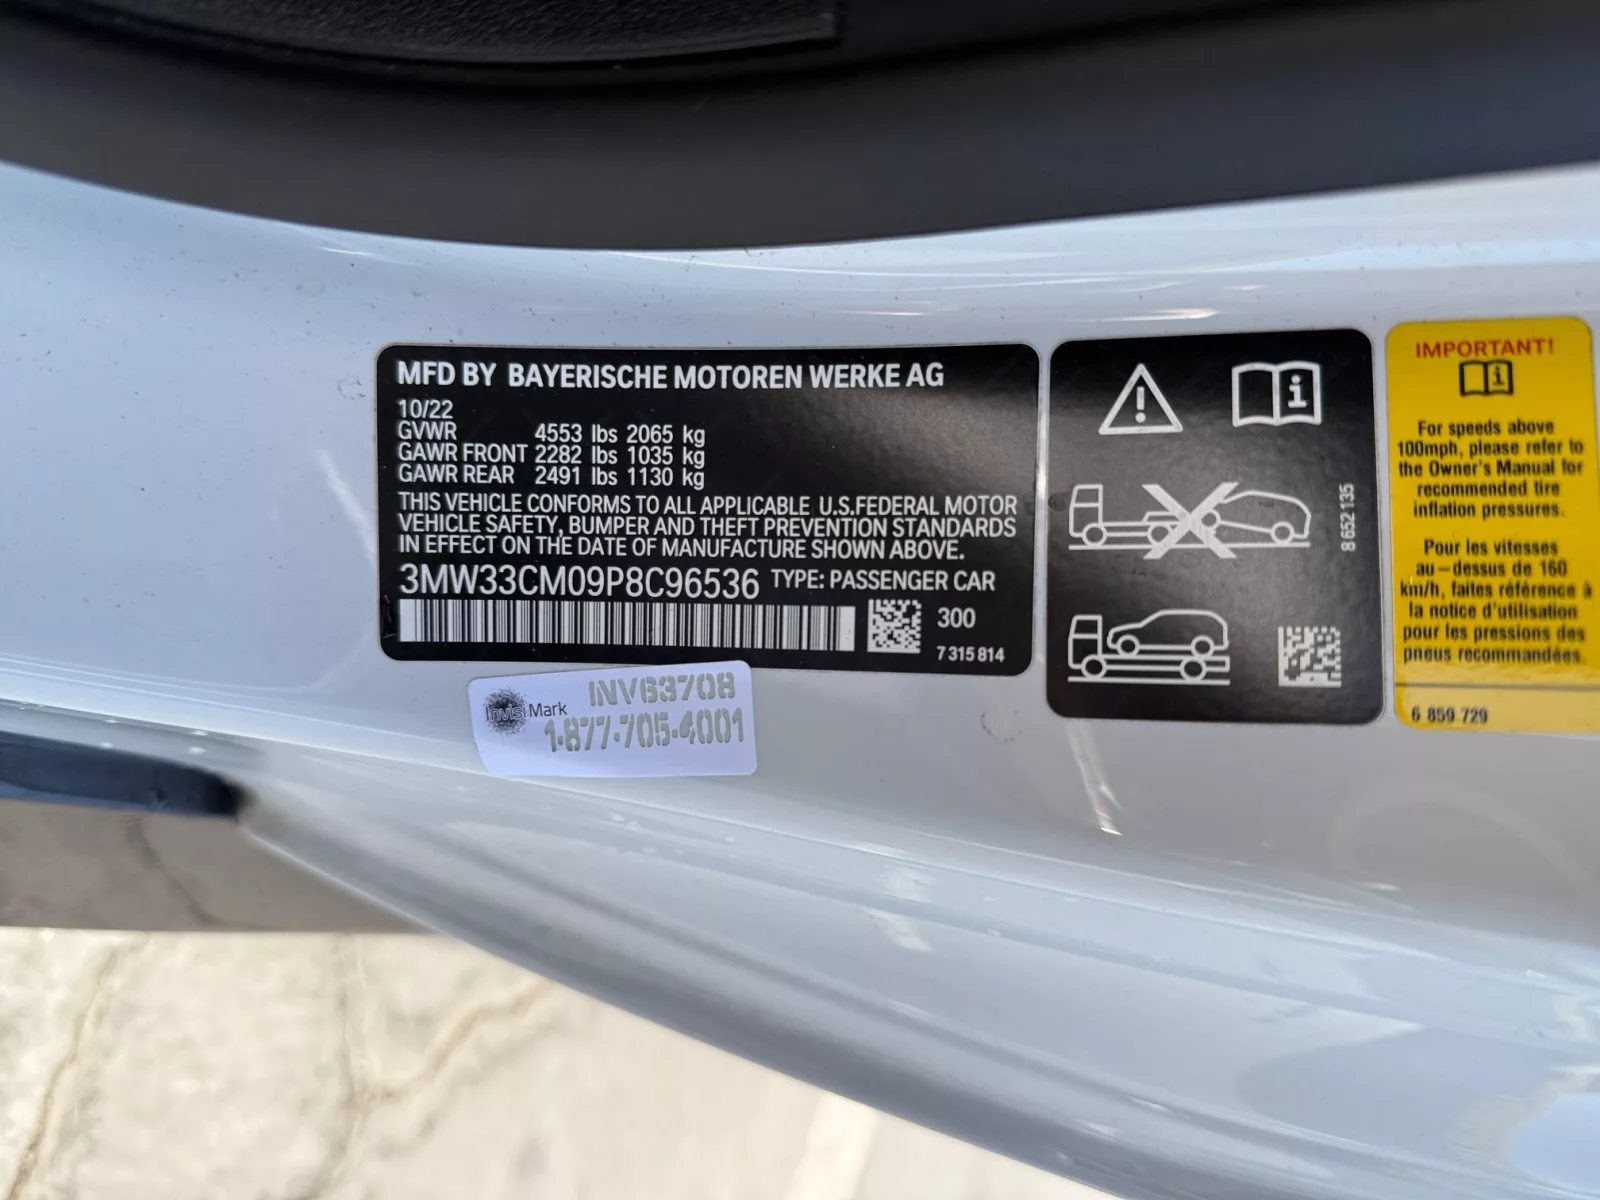 MFD BY BAYERISCHE MOTOREN WERKE AG
10/22
GVWR 4553 lbs 2065 kg
GAWR FRONT 2282 lbs 1035 kg
GAWR REAR 2491 lbs 1130 kg
THIS VEHICLE CONFORMS TO ALL APPLICABLE U.S.FEDERAL MOTOR
VEHICLE SAFETY, BUMPER AND THEFT PREVENTION STANDARDS
IN EFFECT ON THE DATE OF MANUFACTURE SHOWN ABOVE.
3MW33CM09P8C96536 TYPE: PASSENGER CAR
300
7 315 814
InvisiMark
INV63708
1-877-705-4001
8 652 135
IMPORTANT!
For speeds above
100mph, please refer to
the Owner's Manual for
recommended tire
inflation pressures.
Pour les vitesses
au-dessus de 160
km/h, faites référence à
la notice d'utilisation
pour les pressions des
pneus recommandées.
6 859 729